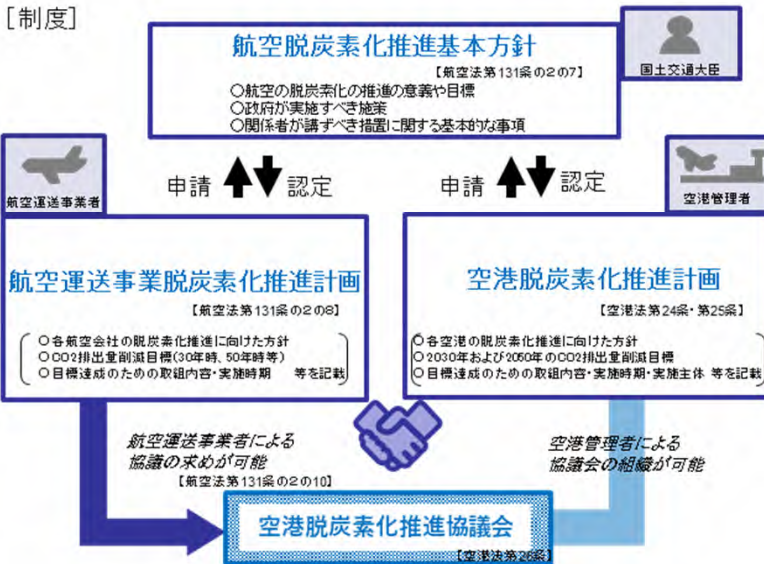 [制度]
航空脱炭素化推進基本方針
【航空法第131条の2の7】
○航空の脱炭素化の推進の意義や目標
○政府が実施すべき施策
○関係者が講ずべき措置に関する基本的な事項
国土交通大臣
航空運送事業者
申請
認定
申請
認定
空港管理者
航空運送事業脱炭素化推進計画
【航空法第131条の2の8】
○各航空会社の脱炭素化推進に向けた方針
○CO2排出量削減目標(30年時、50年時等)
○目標達成のための取組内容・実施時期 等を記載
空港脱炭素化推進計画
【空港法第24条・第25条】
○各空港の脱炭素化推進に向けた方針
○2030年および2050年のCO2排出量削減目標
○目標達成のための取組内容・実施時期・実施主体 等を記載
航空運送事業者による
協議の求めが可能
【航空法第131条の2の10】
空港管理者による
協議会の組織が可能
空港脱炭素化推進協議会
【空港法第26条】